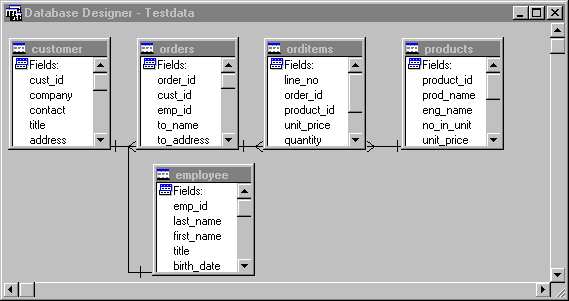 Database Designer - Testdata
customer
Fields:
cust_id
company
contact
title
address
orders
Fields:
order_id
cust_id
emp_id
to_name
to_address
orditems
Fields:
line_no
order_id
product_id
unit_price
quantity
products
Fields:
product_id
prod_name
eng_name
no_in_unit
unit_price
employee
Fields:
emp_id
last_name
first_name
title
birth_date